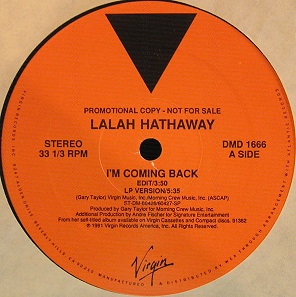 PROMOTIONAL COPY - NOT FOR SALE
LALAH HATHAWAY
STEREO
33 1/3 RPM
DMD 1666
A SIDE
I'M COMING BACK
EDIT/3:50
LP VERSION/5:35
(Gary Taylor) Virgin Music, Inc./Morning Crew Music, Inc. (ASCAP)
Produced by Gary Taylor for Morning Crew Music, Inc.
Additional Production by Andre Fischer for Signature Entertainment
From her self-titled album available on Virgin Cassettes and Compact discs. 91382
℗ 1991 Virgin Records America, Inc. All Rights Reserved.
Virgin